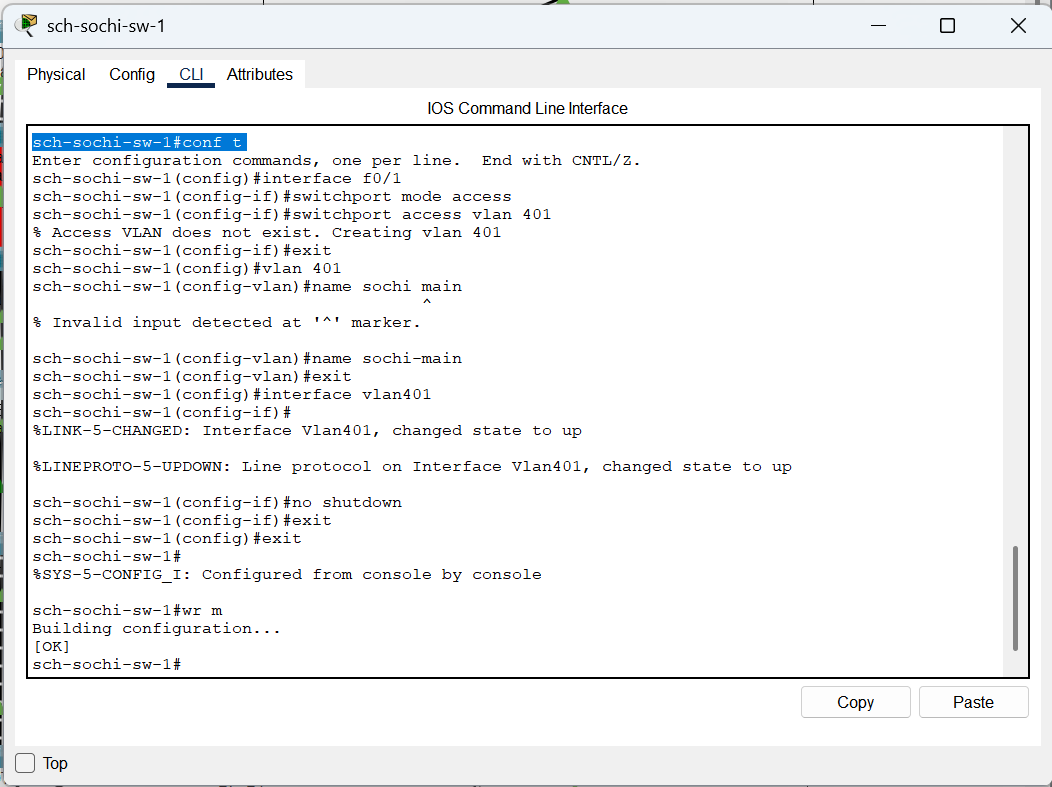 sch-sochi-sw-1
Physical Config CLI Attributes
IOS Command Line Interface
sch-sochi-sw-1#conf t
Enter configuration commands, one per line.  End with CNTL/Z.
sch-sochi-sw-1(config)#interface f0/1
sch-sochi-sw-1(config-if)#switchport mode access
sch-sochi-sw-1(config-if)#switchport access vlan 401
% Access VLAN does not exist. Creating vlan 401
sch-sochi-sw-1(config-if)#exit
sch-sochi-sw-1(config)#vlan 401
sch-sochi-sw-1(config-vlan)#name sochi main
^
% Invalid input detected at '^' marker.
sch-sochi-sw-1(config-vlan)#name sochi-main
sch-sochi-sw-1(config-vlan)#exit
sch-sochi-sw-1(config)#interface vlan401
sch-sochi-sw-1(config-if)#
%LINK-5-CHANGED: Interface Vlan401, changed state to up
%LINEPROTO-5-UPDOWN: Line protocol on Interface Vlan401, changed state to up
sch-sochi-sw-1(config-if)#no shutdown
sch-sochi-sw-1(config-if)#exit
sch-sochi-sw-1(config)#exit
sch-sochi-sw-1#
%SYS-5-CONFIG_I: Configured from console by console
sch-sochi-sw-1#wr m
Building configuration...
[OK]
sch-sochi-sw-1#
Copy Paste
Top